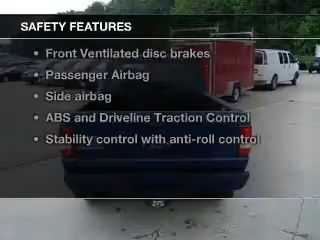 SAFETY FEATURES
• Front Ventilated disc brakes
• Passenger Airbag
• Side airbag
• ABS and Driveline Traction Control
• Stability control with anti-roll control